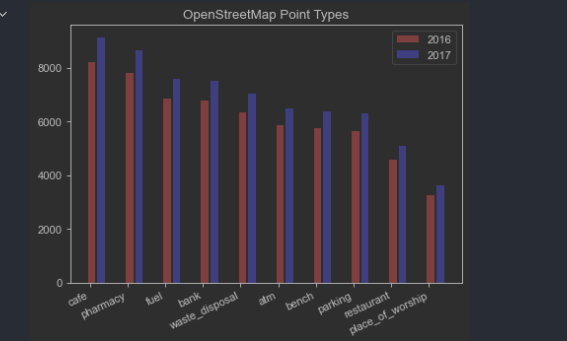 OpenStreetMap Point Types
2016
2017
8000
6000
4000
2000
0
cafe
pharmacy
fuel
bank
waste_disposal
atm
bench
parking
restaurant
place_of_worship